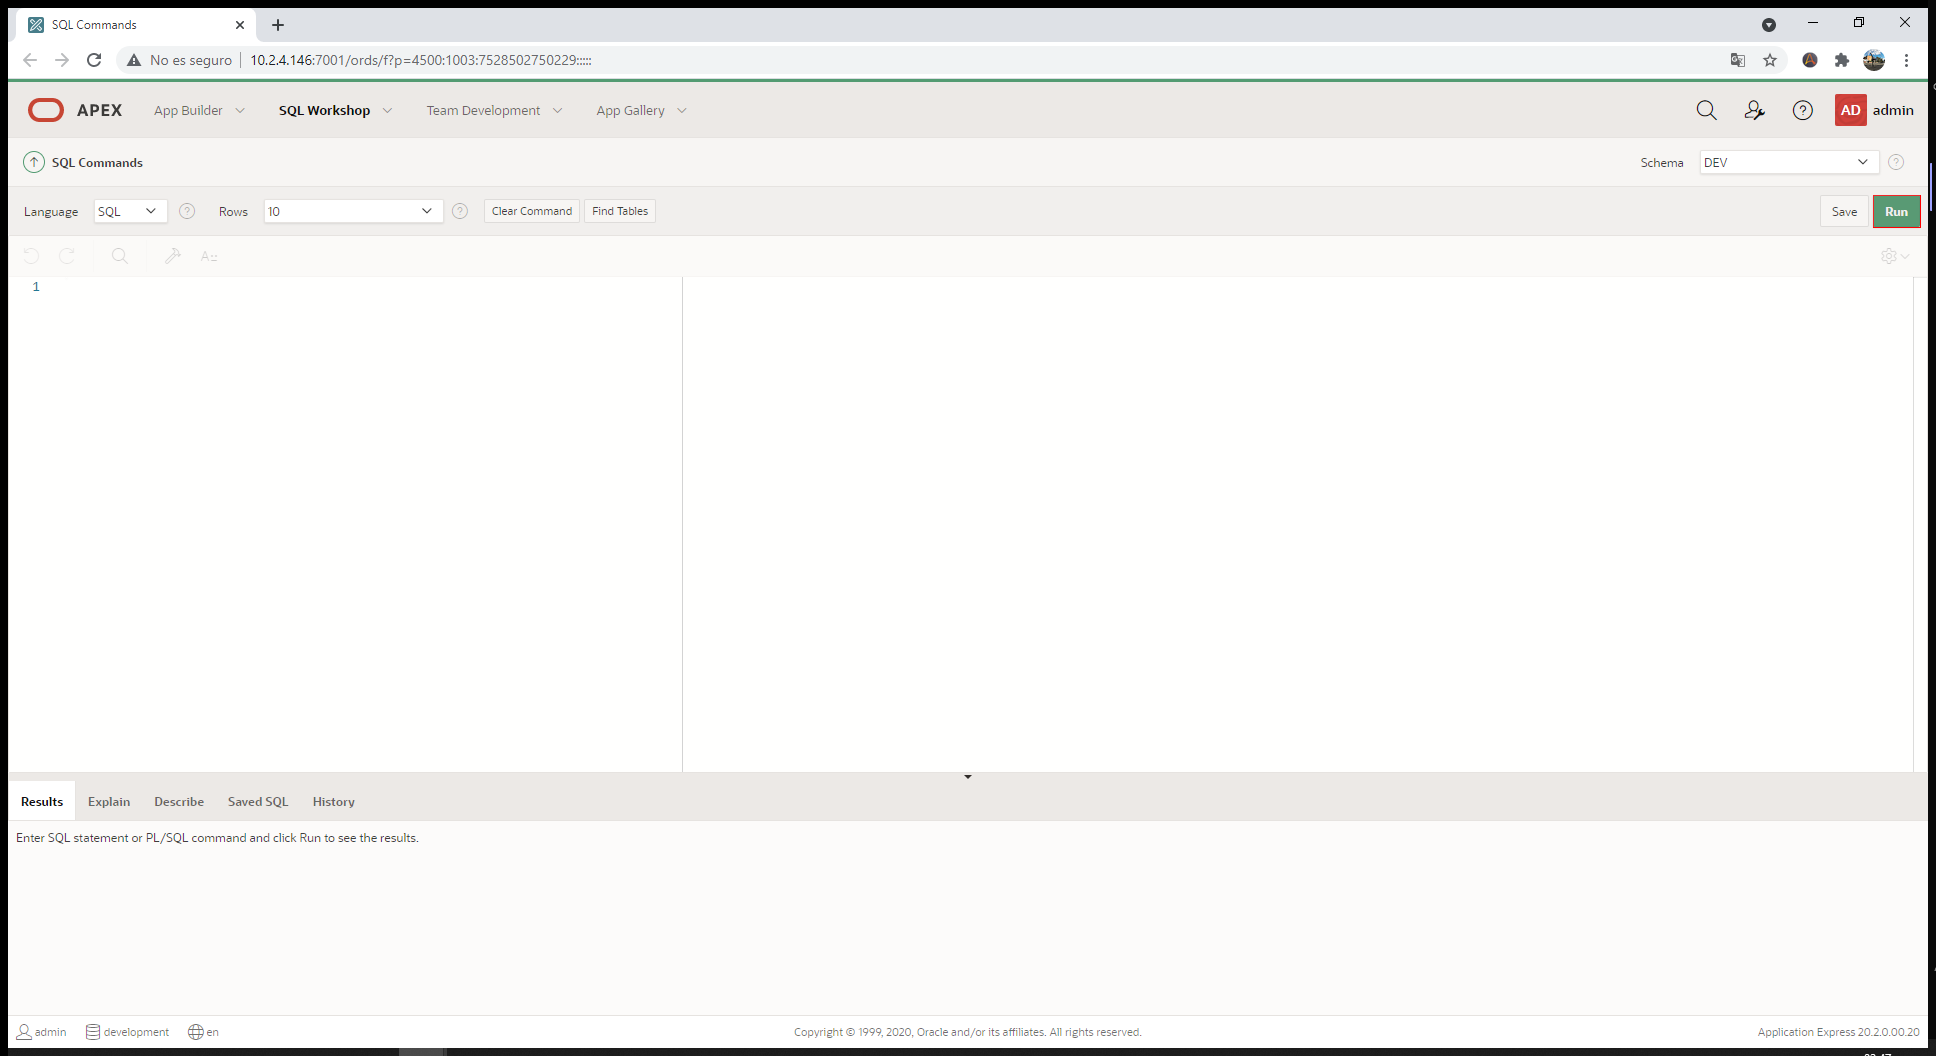 SQL Commands
No es seguro 10.2.4.146:7001/ords/f?p=4500:1003:7528502750229:::::
APEX App Builder SQL Workshop Team Development App Gallery AD admin
SQL Commands Schema DEV
Language SQL Rows 10 Clear Command Find Tables Save Run
1
Results Explain Describe Saved SQL History
Enter SQL statement or PL/SQL command and click Run to see the results.
admin development en Copyright © 1999, 2020, Oracle and/or its affiliates. All rights reserved. Application Express 20.2.0.00.20